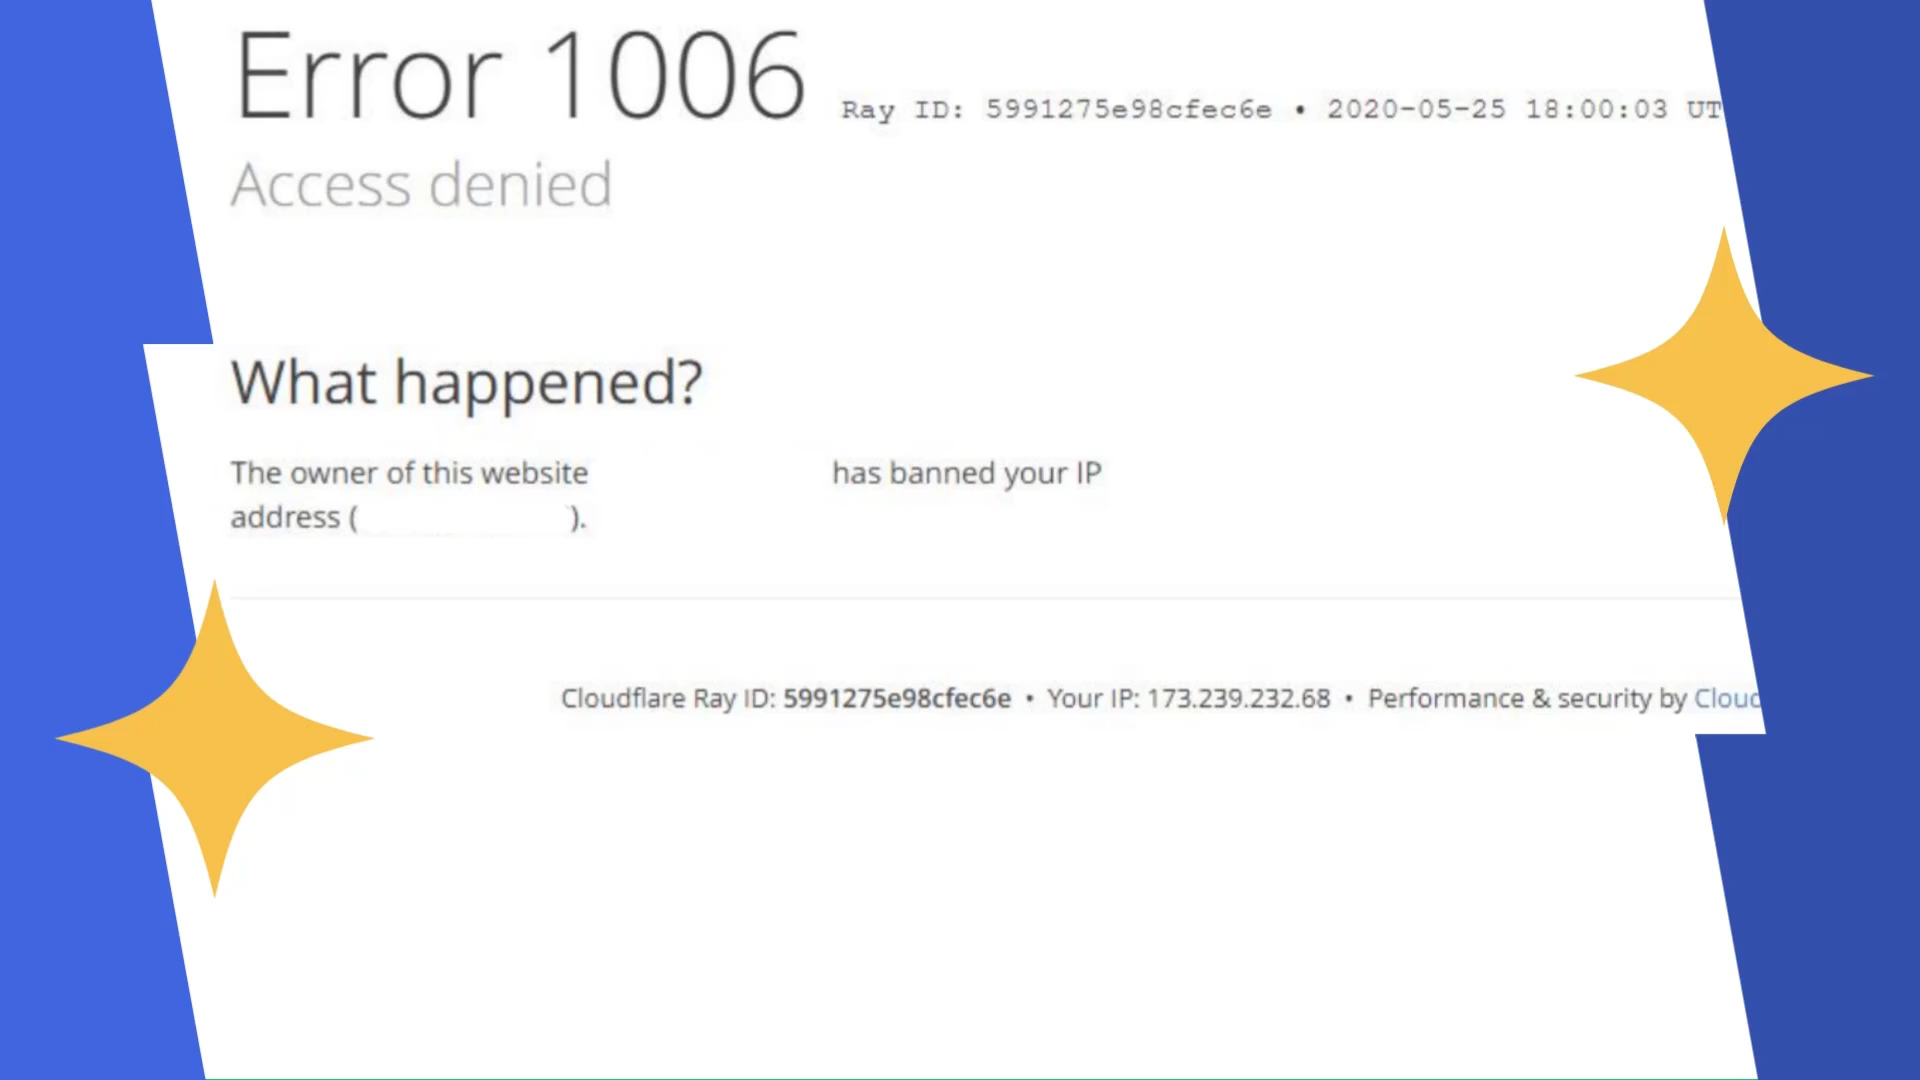 Error 1006 Ray ID: 5991275e98cfec6e • 2020-05-25 18:00:03 UT
Access denied
What happened?
The owner of this website has banned your IP
address ( ).
Cloudflare Ray ID: 5991275e98cfec6e • Your IP: 173.239.232.68 • Performance & security by Cloud